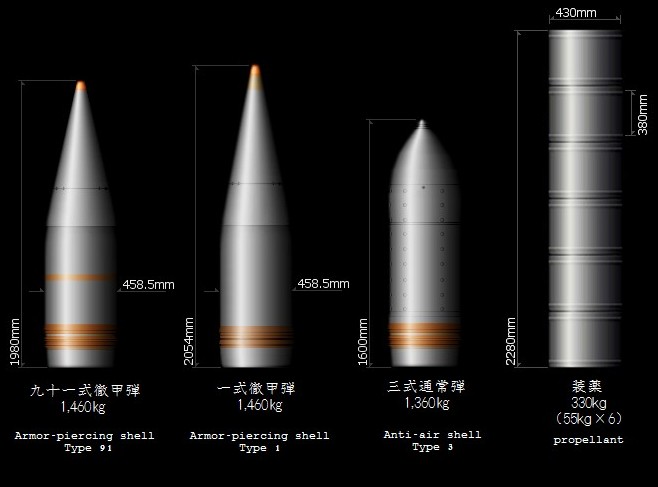 430mm
380mm
458.5mm
458.5mm
1980mm
2054mm
1600mm
2280mm
九十一式徹甲弾
1,460kg
Armor-piercing shell
Type 91
一式徹甲弾
1,460kg
Armor-piercing shell
Type 1
三式通常弾
1,360kg
Anti-air shell
Type 3
装薬
330kg
(55kg×6)
propellant